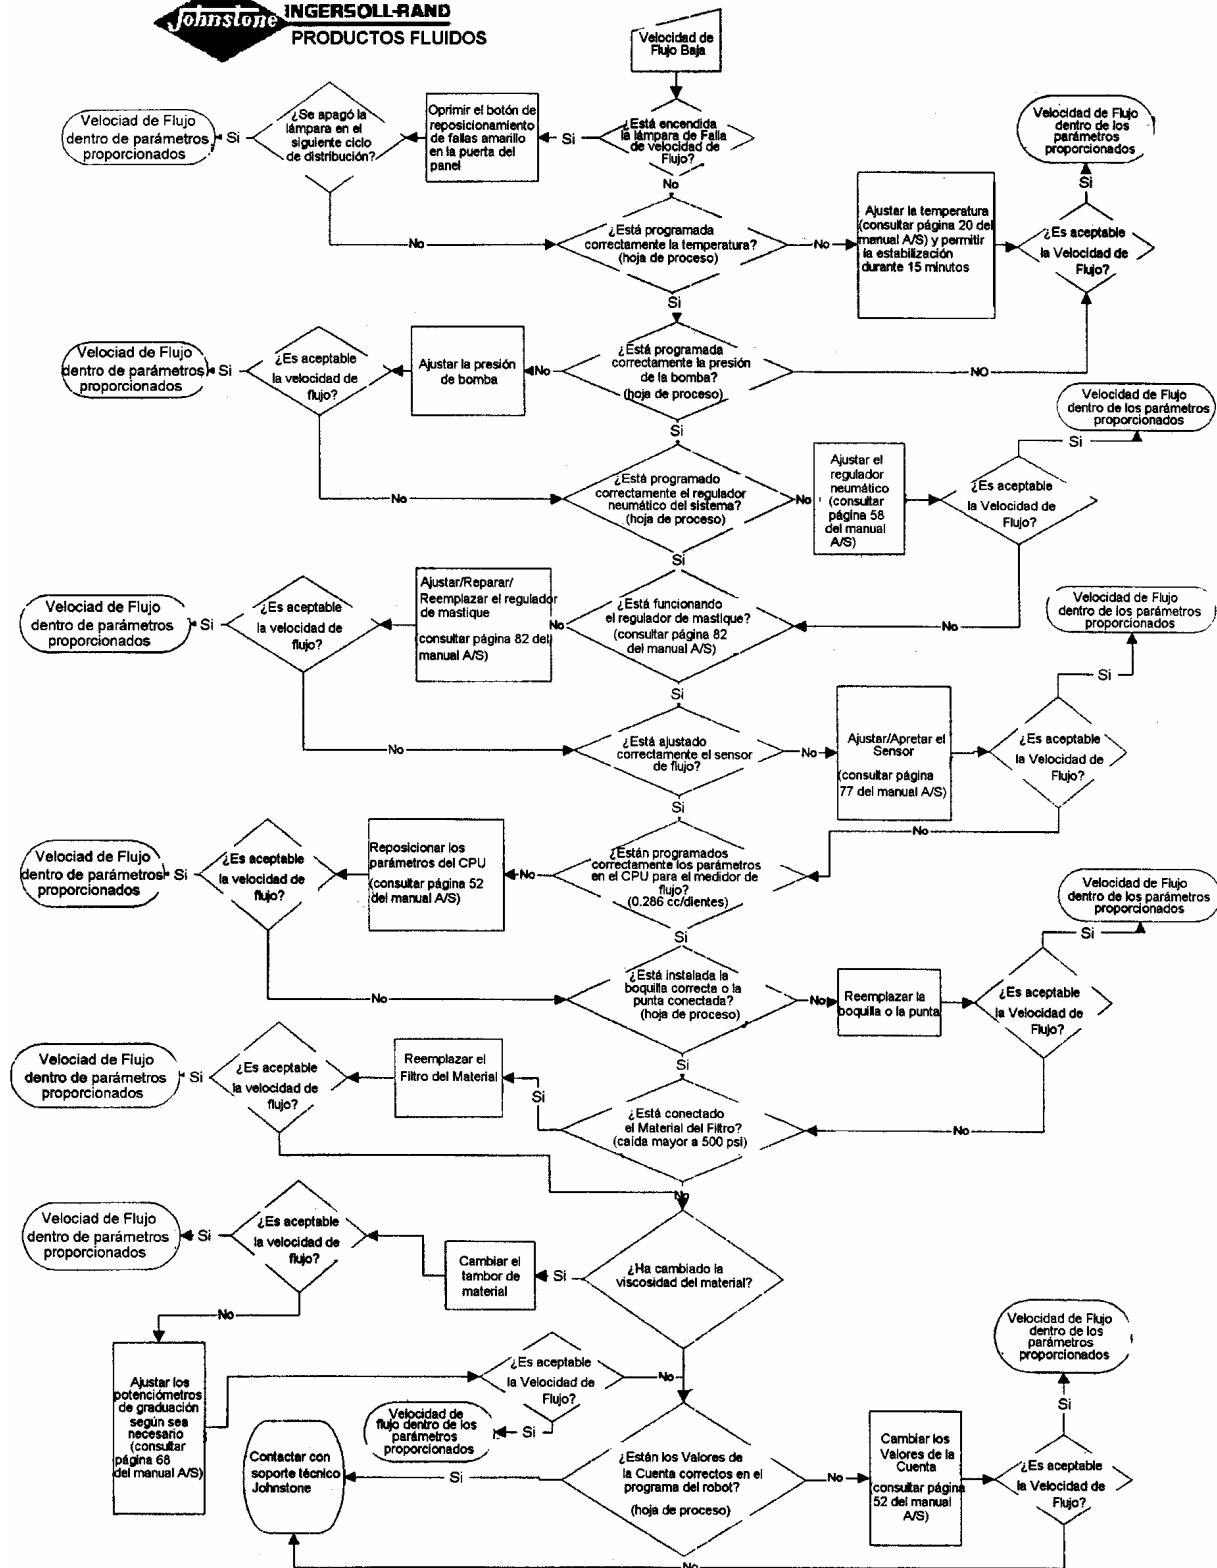 Johnstone
INGERSOLL-RAND
PRODUCTOS FLUIDOS
Velocidad de
Flujo Baja
¿Está encendida
la lámpara de Falla
de velocidad de
Flujo?
Si
Oprimir el botón de
reposicionamiento
de fallas amarillo
en la puerta del
panel
¿Se apagó la
lámpara en el
siguiente ciclo
de distribución?
Si
Velociad de Flujo
dentro de parámetros
proporcionados
No
No
¿Está programada
correctamente la temperatura?
(hoja de proceso)
No
Ajustar la temperatura
(consultar página 20 del
manual A/S) y permitir
la estabilización
durante 15 minutos
¿Es aceptable
la Velocidad de
Flujo?
Si
Velocidad de Flujo
dentro de los
parámetros
proporcionados
Si
¿Está programada
correctamente la presión
de la bomba?
(hoja de proceso)
NO
No
Ajustar la presión
de bomba
¿Es aceptable
la velocidad de
flujo?
Si
Velociad de Flujo
dentro de parámetros
proporcionados
No
Si
¿Está programado
correctamente el regulador
neumático del sistema?
(hoja de proceso)
No
Ajustar el
regulador
neumático
(consultar
página 58
del manual
A/S)
¿Es aceptable
la Velocidad de
Flujo?
Si
Velocidad de Flujo
dentro de los parámetros
proporcionados
No
Si
¿Está funcionando
el regulador de mastique?
(consultar página 82
del manual A/S)
No
Ajustar/Reparar/
Reemplazar el regulador
de mastique
(consultar página 82 del
manual A/S)
¿Es aceptable
la velocidad de
flujo?
Si
Velociad de Flujo
dentro de parámetros
proporcionados
No
Si
¿Está ajustado
correctamente el sensor
de flujo?
No
Ajustar/Apretar el
Sensor
(consultar página
77 del manual A/S)
¿Es aceptable
la Velocidad de
Flujo?
Si
Velocidad de Flujo
dentro de los parámetros
proporcionados
No
Si
¿Están programados
correctamente los parámetros
en el CPU para el medidor de
flujo?
(0.286 cc/dientes)
No
Reposicionar los
parámetros del CPU
(consultar página 52
del manual A/S)
¿Es aceptable
la velocidad de
flujo?
Si
Velociad de Flujo
dentro de parámetros
proporcionados
No
Si
¿Está instalada la
boquilla correcta o la
punta conectada?
(hoja de proceso)
No
Reemplazar la
boquilla o la punta
¿Es aceptable
la Velocidad de
Flujo?
Si
Velocidad de Flujo
dentro de los parámetros
proporcionados
No
Si
¿Está conectado
el Material del Filtro?
(caída mayor a 500 psi)
Si
Reemplazar el
Filtro del Material
¿Es aceptable
la velocidad de
flujo?
Si
Velociad de Flujo
dentro de parámetros
proporcionados
No
No
¿Ha cambiado la
viscosidad del material?
Si
Cambiar el
tambor de
material
¿Es aceptable
la velocidad de
flujo?
Si
Velociad de Flujo
dentro de parámetros
proporcionados
No
Ajustar los
potenciómetros
de graduación
según sea
necesario
(consultar
página 68
del manual A/S)
¿Es aceptable
la Velocidad de
Flujo?
No
Si
Velocidad de
flujo dentro de los
parámetros
proporcionados
¿Están los Valores de
la Cuenta correctos en el
programa del robot?
(hoja de proceso)
Si
Contactar con
soporte técnico
Johnstone
No
Cambiar los
Valores de la
Cuenta
(consultar página
52 del manual
A/S)
¿Es aceptable
la Velocidad de
Flujo?
Si
Velocidad de Flujo
dentro de los
parámetros
proporcionados
No